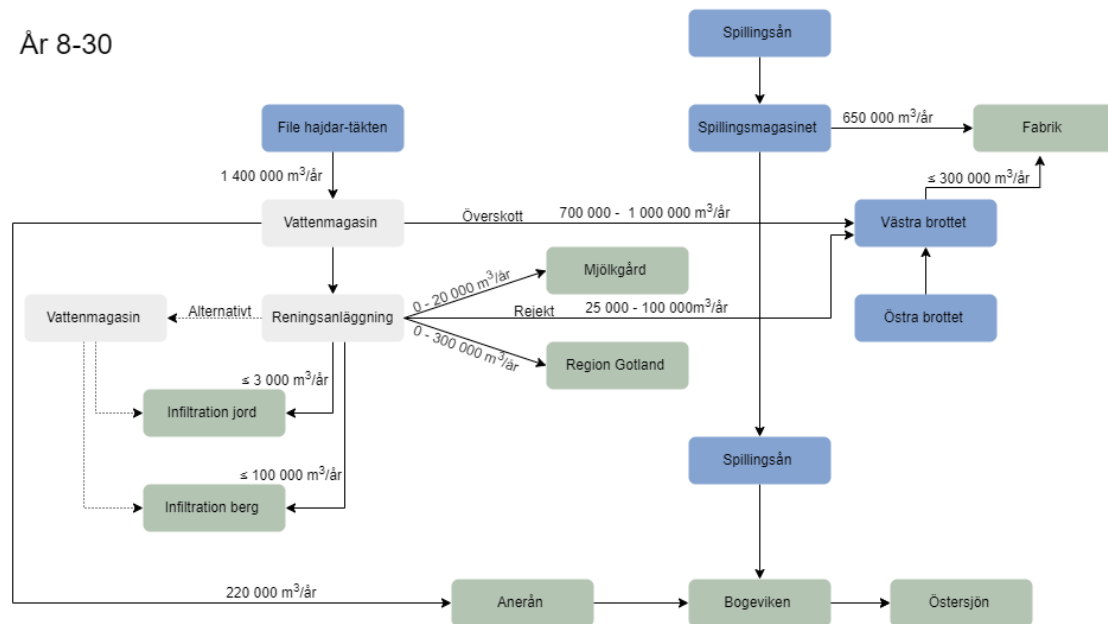 År 8-30
Spillingsån
File hajdar-täkten
Spillingsmagasinet
650 000 m³/år
Fabrik
1 400 000 m³/år
≤ 300 000 m³/år
Vattenmagasin
Överskott
700 000 - 1 000 000 m³/år
Västra brottet
Mjölkgård
0 - 20 000 m³/år
Vattenmagasin
Alternativt
Reningsanläggning
Rejekt
25 000 - 100 000m³/år
Östra brottet
0 - 300 000 m³/år
Region Gotland
≤ 3 000 m³/år
Infiltration jord
Spillingsån
≤ 100 000 m³/år
Infiltration berg
220 000 m³/år
Anerån
Bogeviken
Östersjön